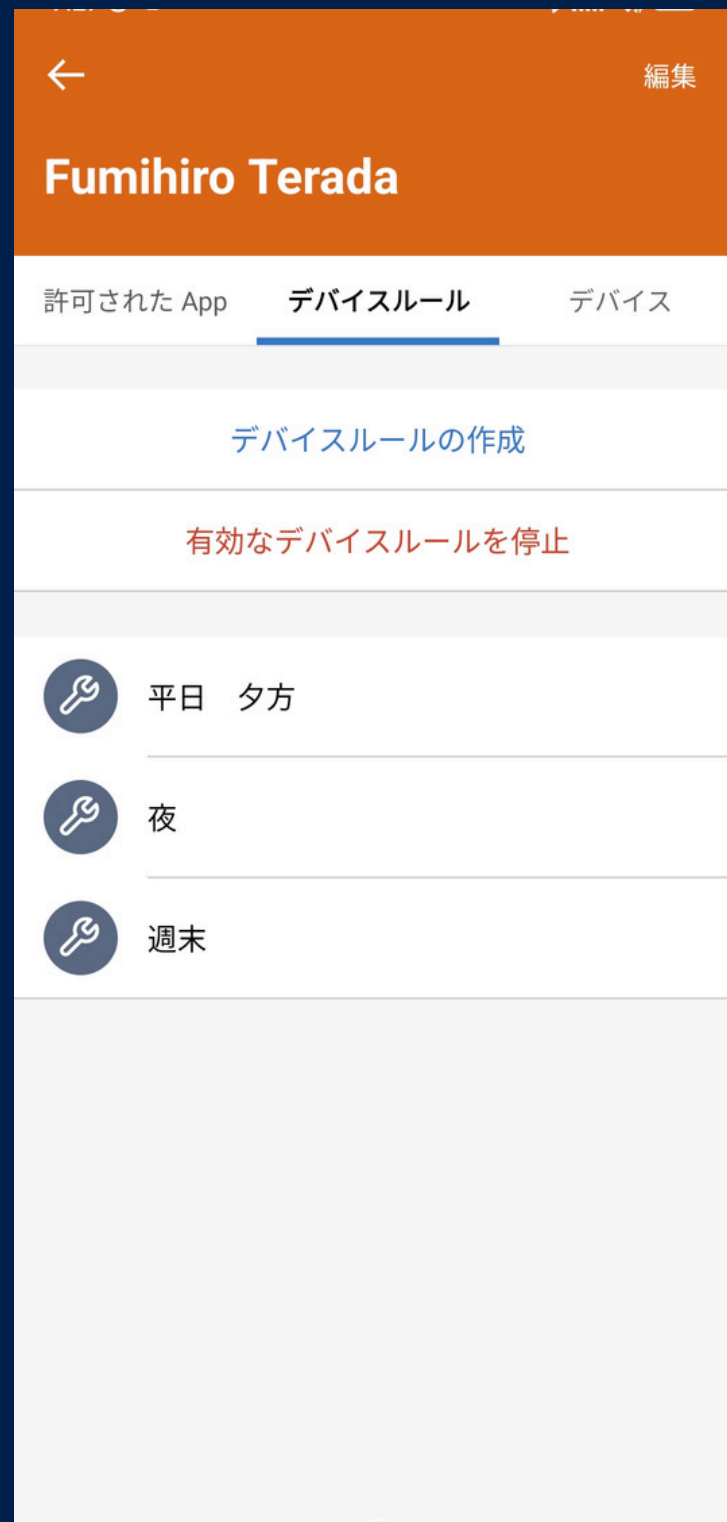 編集
Fumihiro Terada
許可された App デバイスルール デバイス
デバイスルールの作成
有効なデバイスルールを停止
平日　夕方
夜
週末